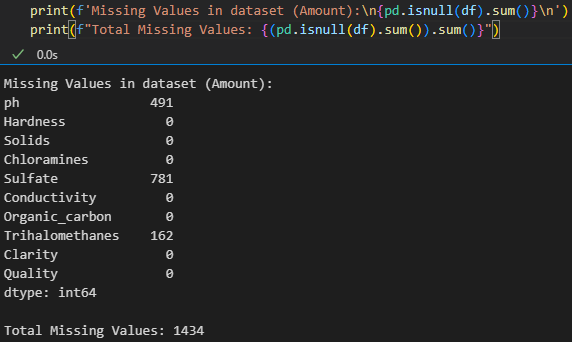 print(f'Missing Values in dataset (Amount):\n{pd.isnull(df).sum()}\n')
print(f"Total Missing Values: {(pd.isnull(df).sum()).sum()}")
✓ 0.0s
Missing Values in dataset (Amount):
ph 491
Hardness 0
Solids 0
Chloramines 0
Sulfate 781
Conductivity 0
Organic_carbon 0
Trihalomethanes 162
Clarity 0
Quality 0
dtype: int64
Total Missing Values: 1434